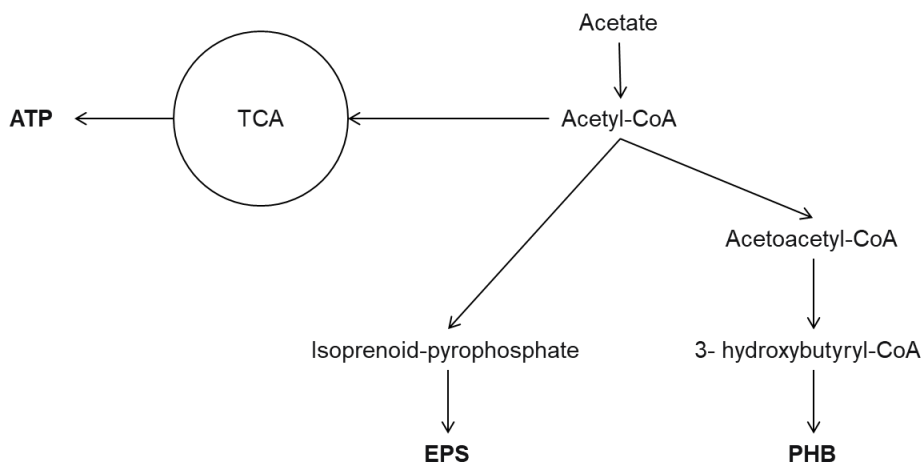 Acetate
ATP
TCA
Acetyl-CoA
Acetoacetyl-CoA
Isoprenoid-pyrophosphate
3- hydroxybutyryl-CoA
EPS
PHB